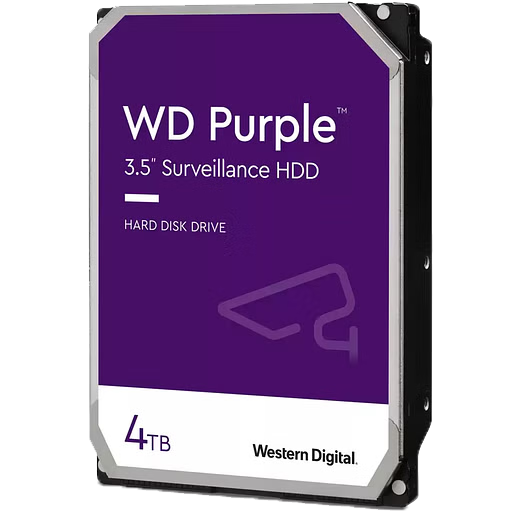 WD Purple™
3.5" Surveillance HDD
HARD DISK DRIVE
4TB
Western Digital.